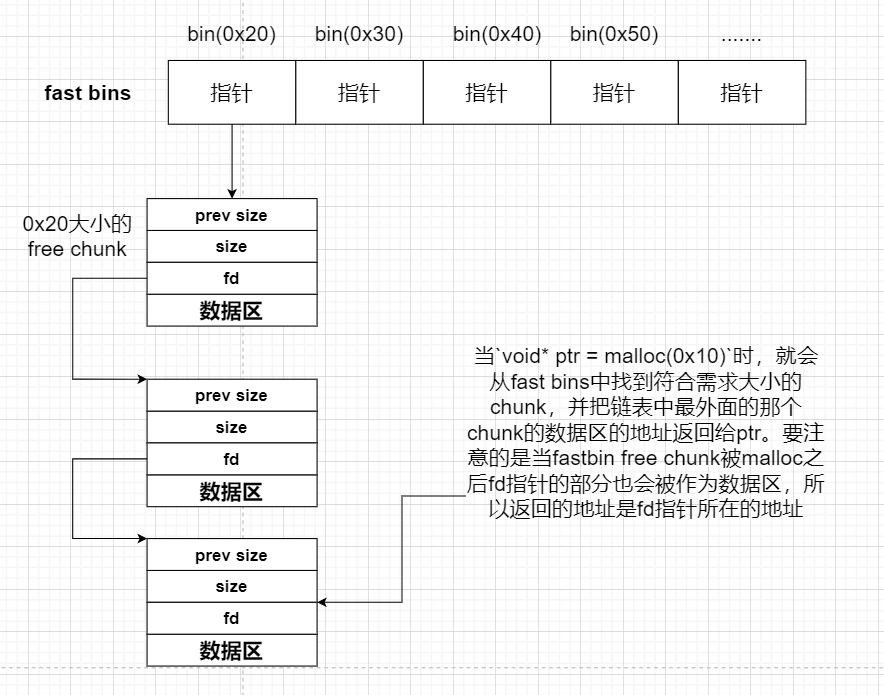 bin(0x20) bin(0x30) bin(0x40) bin(0x50) .......
fast bins 指针 指针 指针 指针 指针
0x20大小的
free chunk
prev size
size
fd
数据区
prev size
size
fd
数据区
当`void* ptr = malloc(0x10)`时，就会
从fast bins中找到符合需求大小的
chunk，并把链表中最外面的那个
chunk的数据区的地址返回给ptr。要注
意的是当fastbin free chunk被malloc之
后fd指针的部分也会被作为数据区，所
以返回的地址是fd指针所在的地址
prev size
size
fd
数据区